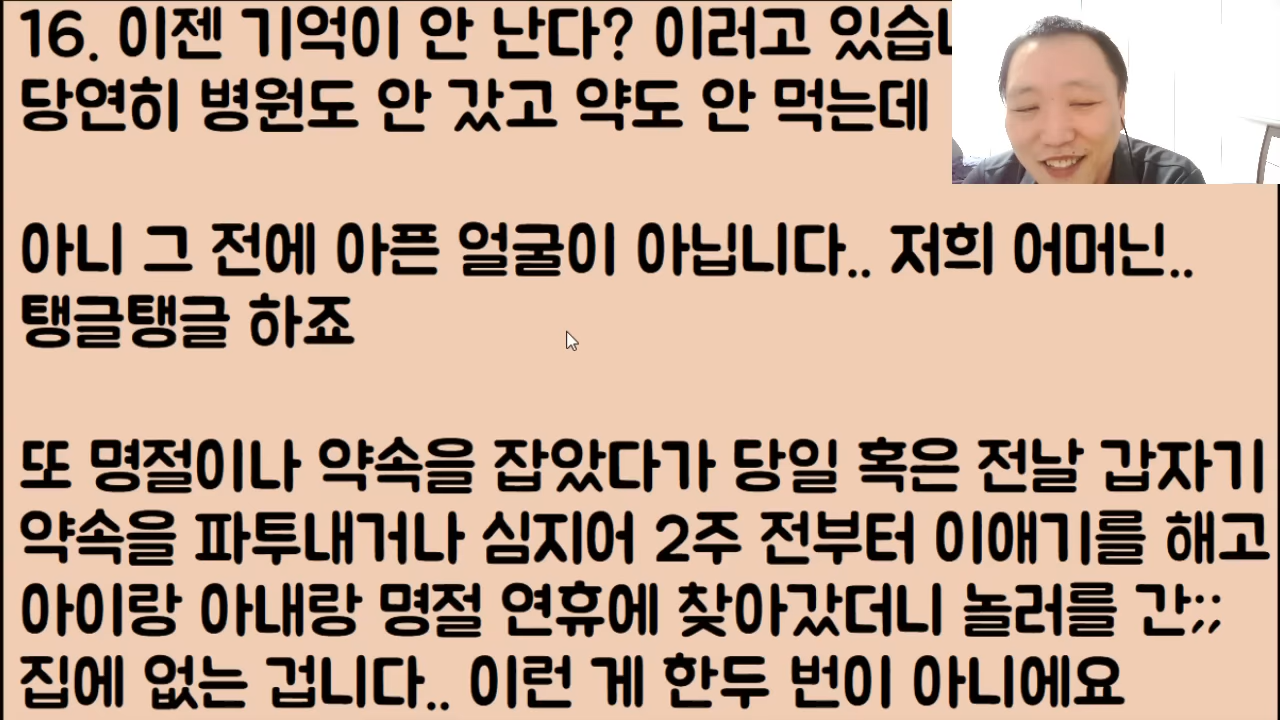 16. 이젠 기억이 안 난다? 이러고 있습
당연히 병원도 안 갔고 약도 안 먹는데
아니 그 전에 아픈 얼굴이 아닙니다.. 저희 어머닌..
탱글탱글 하죠
또 명절이나 약속을 잡았다가 당일 혹은 전날 갑자기
약속을 파투내거나 심지어 2주 전부터 이얘기를 해고
아이랑 아내랑 명절 연휴에 찾아갔더니 놀러를 간;;
집에 없는 겁니다.. 이런 게 한두 번이 아니에요